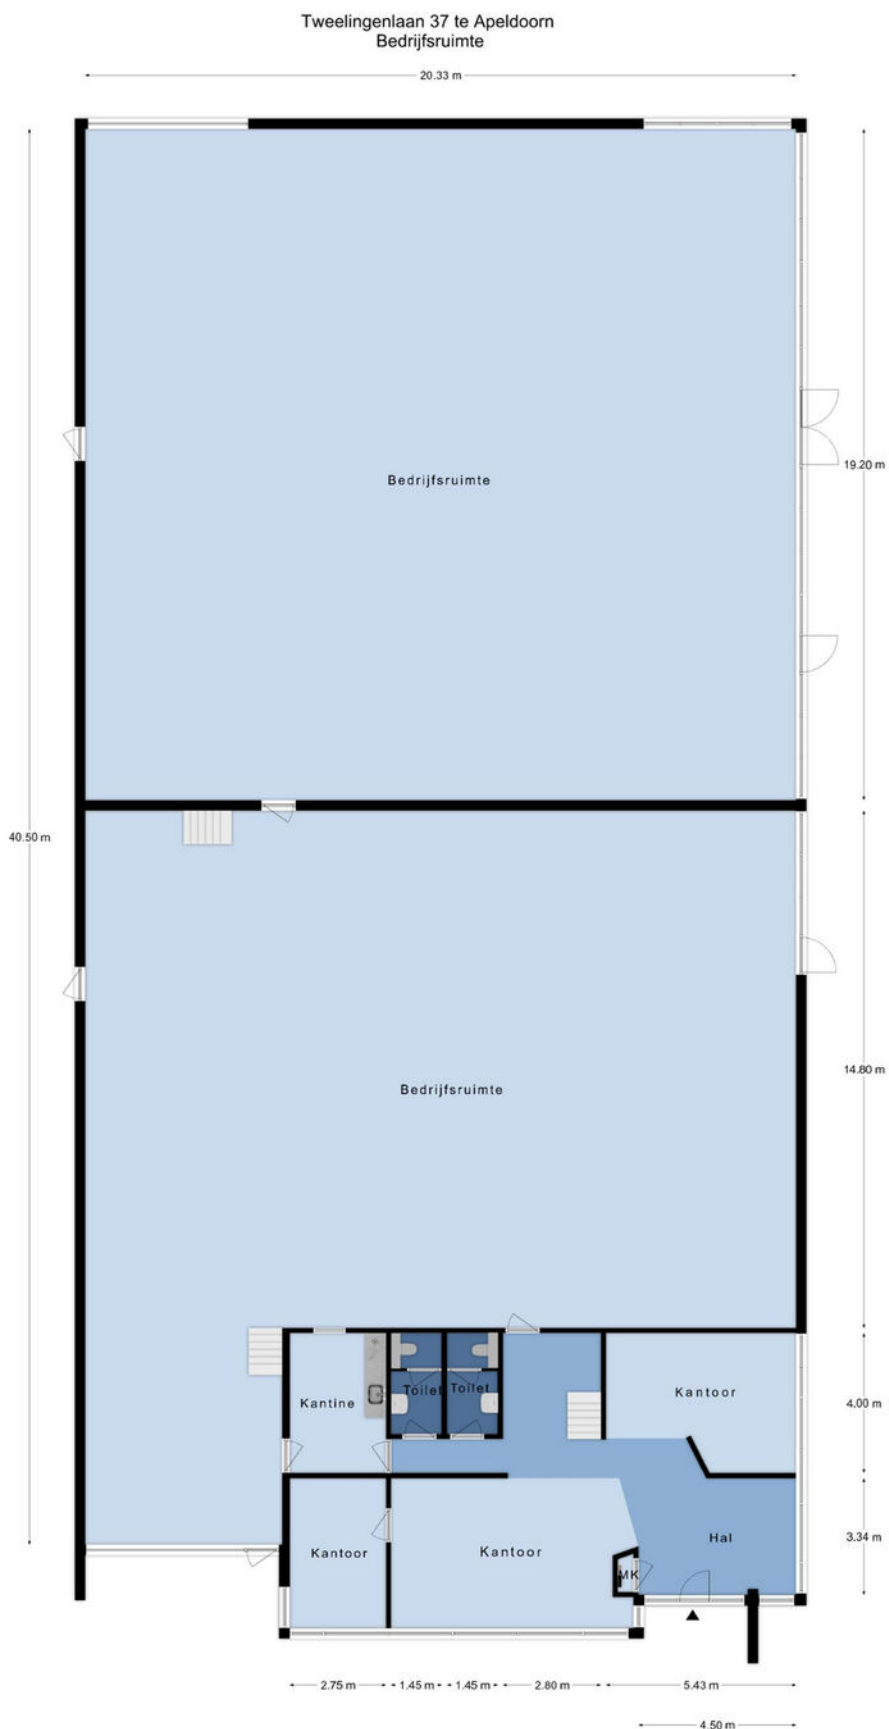 Tweelingenlaan 37 te Apeldoorn
Bedrijfsruimte
20.33 m
19.20 m
Bedrijfsruimte
40.50 m
14.80 m
Bedrijfsruimte
Toilet
Toilet
Kantoor
Kantine
4.00 m
Hal
3.34 m
Kantoor
Kantoor
MK
2.75 m
1.45 m
1.45 m
2.80 m
5.43 m
4.50 m